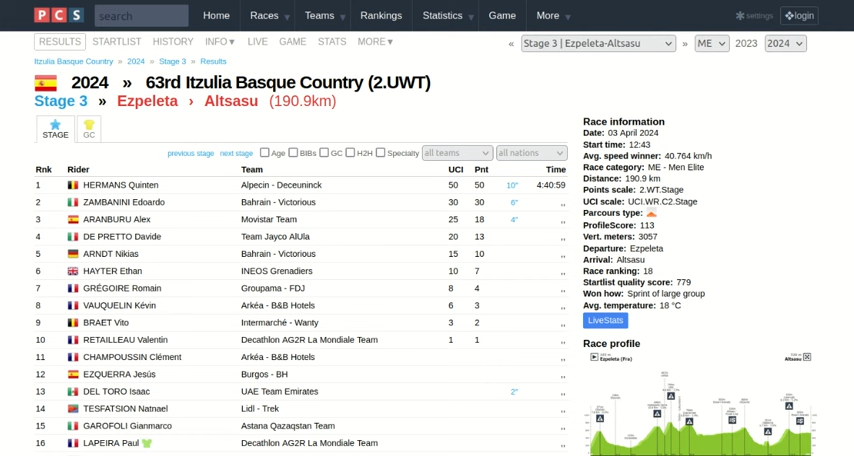 PCS search Home Races ▼ Teams ▼ Rankings Statistics ▼ Game More ▼ settings login
RESULTS STARTLIST HISTORY INFO▼ LIVE GAME STATS MORE▼ « Stage 3 | Ezpeleta-Altsasu » ME 2023 2024
Itzulia Basque Country » 2024 » Stage 3 » Results
2024 » 63rd Itzulia Basque Country (2.UWT)
Stage 3 » Ezpeleta › Altsasu (190.9km)
STAGE GC
previous stage next stage Age BIBs GC H2H Specialty all teams all nations
Rnk Rider Team UCI Pnt Time
1 HERMANS Quinten Alpecin - Deceuninck 50 50 10" 4:40:59
2 ZAMBANINI Edoardo Bahrain - Victorious 30 30 6" ,,
3 ARANBURU Alex Movistar Team 25 18 4" ,,
4 DE PRETTO Davide Team Jayco AlUla 20 13 ,,
5 ARNDT Nikias Bahrain - Victorious 15 10 ,,
6 HAYTER Ethan INEOS Grenadiers 10 7 ,,
7 GRÉGOIRE Romain Groupama - FDJ 8 4 ,,
8 VAUQUELIN Kévin Arkéa - B&B Hotels 6 3 ,,
9 BRAET Vito Intermarché - Wanty 3 2 ,,
10 RETAILLEAU Valentin Decathlon AG2R La Mondiale Team 1 1 ,,
11 CHAMPOUSSIN Clément Arkéa - B&B Hotels ,,
12 EZQUERRA Jesús Burgos - BH ,,
13 DEL TORO Isaac UAE Team Emirates 2" ,,
14 TESFATSION Natnael Lidl - Trek ,,
15 GAROFOLI Gianmarco Astana Qazaqstan Team ,,
16 LAPEIRA Paul Decathlon AG2R La Mondiale Team ,,
Race information
Date: 03 April 2024
Start time: 12:43
Avg. speed winner: 40.764 km/h
Race category: ME - Men Elite
Distance: 190.9 km
Points scale: 2.WT.Stage
UCI scale: UCI.WR.C2.Stage
Parcours type:
ProfileScore: 113
Vert. meters: 3057
Departure: Ezpeleta
Arrival: Altsasu
Race ranking: 18
Startlist quality score: 779
Won how: Sprint of large group
Avg. temperature: 18 °C
LiveStats
Race profile
Ezpeleta (Fra) Altsasu